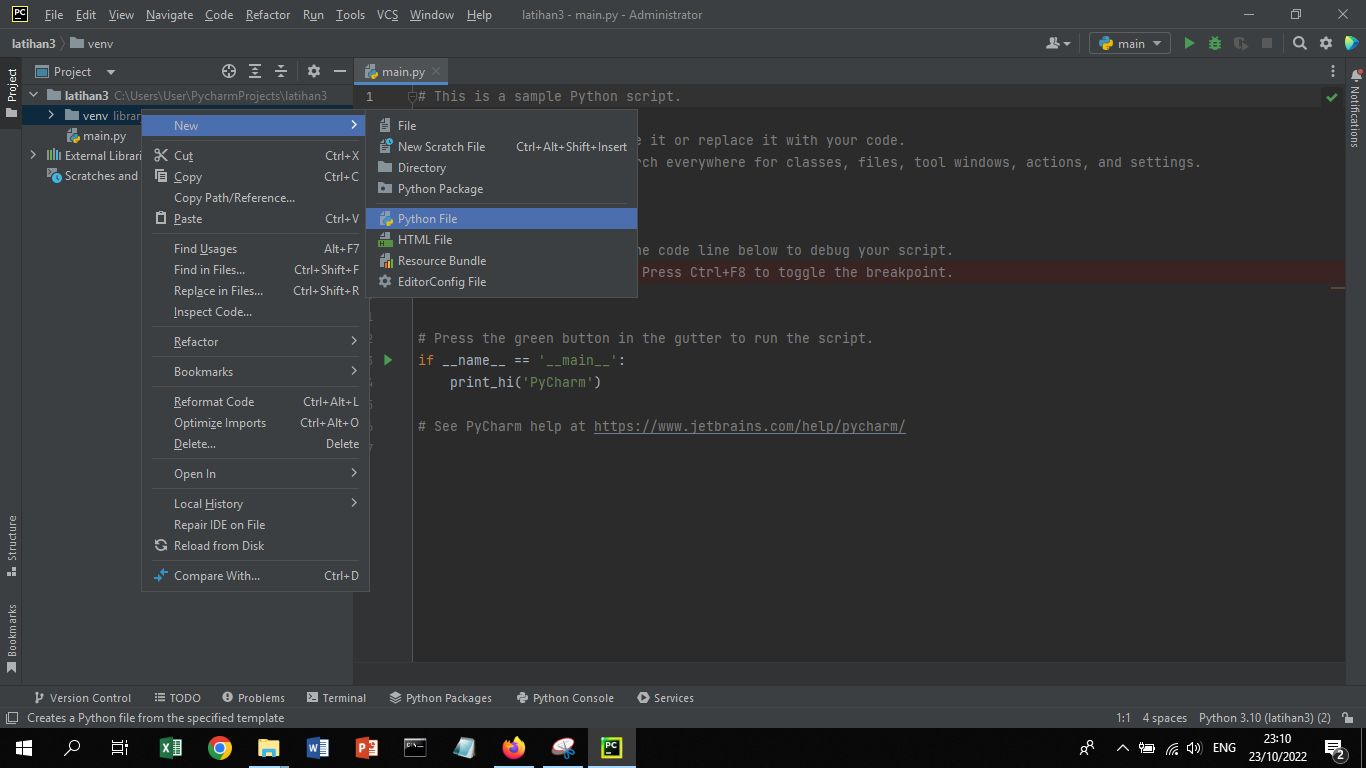 PC File Edit View Navigate Code Refactor Run Tools VCS Window Help latihan3 - main.py - Administrator
latihan3 venv main
Project
Project main.py
latihan3 C:\Users\User\PycharmProjects\latihan3
venv
main.py
External Librari
Scratches and
New
Cut Ctrl+X
Copy Ctrl+C
Copy Path/Reference...
Paste Ctrl+V
Find Usages Alt+F7
Find in Files... Ctrl+Shift+F
Replace in Files... Ctrl+Shift+R
Inspect Code...
Refactor
Bookmarks
Reformat Code Ctrl+Alt+L
Optimize Imports Ctrl+Alt+O
Delete... Delete
Open In
Local History
Repair IDE on File
Reload from Disk
Compare With... Ctrl+D
File
New Scratch File Ctrl+Alt+Shift+Insert
Directory
Python Package
Python File
HTML File
Resource Bundle
EditorConfig File
1 # This is a sample Python script.
e it or replace it with your code.
rch everywhere for classes, files, tool windows, actions, and settings.
he code line below to debug your script.
Press Ctrl+F8 to toggle the breakpoint.
# Press the green button in the gutter to run the script.
if __name__ == '__main__':
print_hi('PyCharm')
# See PyCharm help at https://www.jetbrains.com/help/pycharm/
Notifications
Structure
Bookmarks
Version Control TODO Problems Terminal Python Packages Python Console Services
Creates a Python file from the specified template 1:1 4 spaces Python 3.10 (latihan3) (2)
ENG 23:10
23/10/2022 2